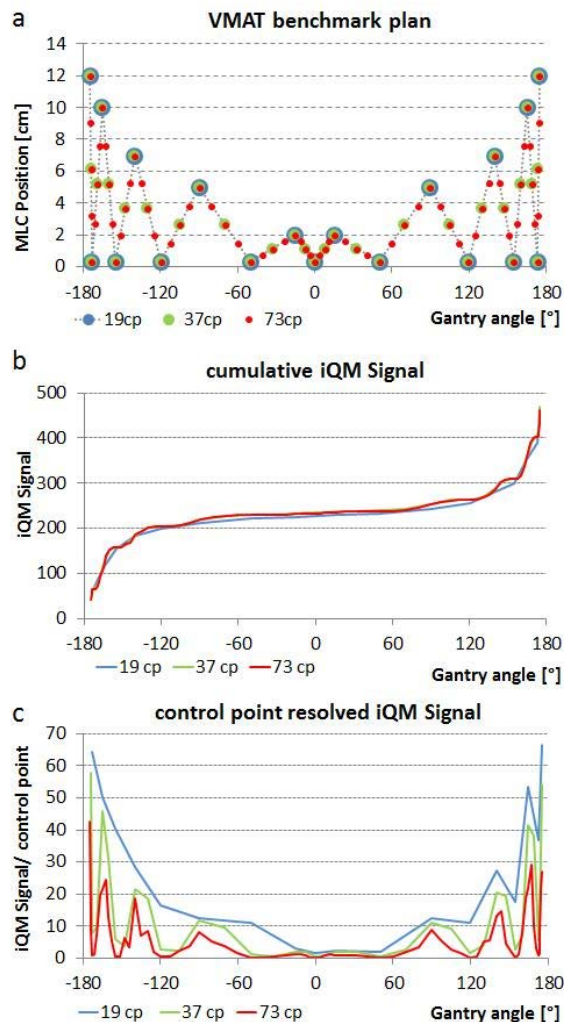 a
VMAT benchmark plan
MLC Position [cm]
14
12
10
8
6
4
2
0
-180 -120 -60 0 60 120 180
19cp 37cp 73cp
Gantry angle [°]
b
cumulative iQM Signal
iQM Signal
500
400
300
200
100
0
-180 -120 -60 0 60 120 180
19 cp 37 cp 73 cp
Gantry angle [°]
c
control point resolved iQM Signal
iQM Signal/ control point
70
60
50
40
30
20
10
0
-180 -120 -60 0 60 120 180
19 cp 37 cp 73 cp
Gantry angle [°]